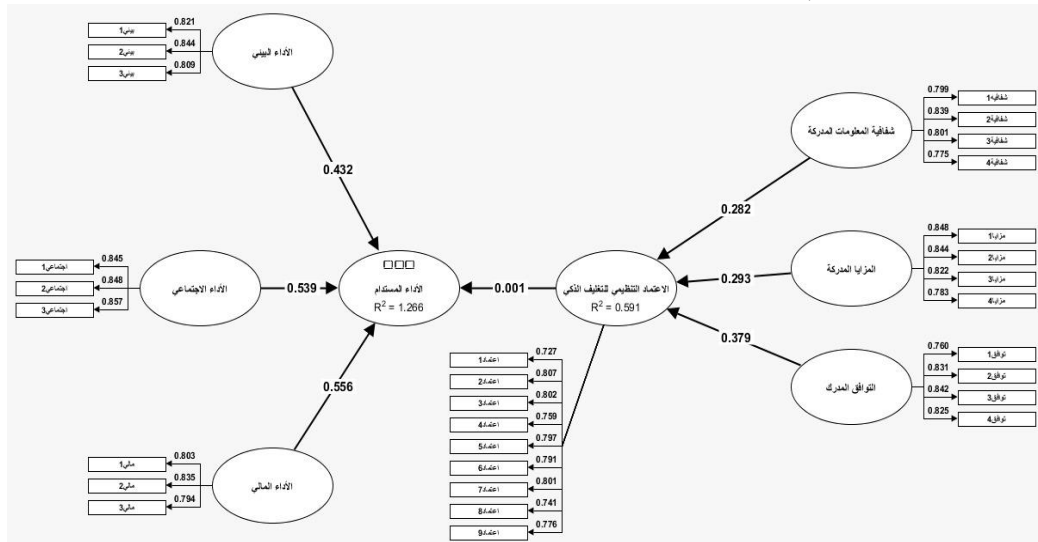 0.821
بيئي1
0.844
بيئي2
0.809
بيئي3
الأداء البيئي
0.432
0.845
اجتماعي1
0.848
اجتماعي2
0.857
اجتماعي3
الأداء الاجتماعي
0.539
0.803
مالي1
0.835
مالي2
0.794
مالي3
الأداء المالي
0.556
الأداء المستدام
R² = 1.266
0.001
الاعتماد التنظيمي للتغليف الذكي
R² = 0.591
0.727
اعتماد1
0.807
اعتماد2
0.802
اعتماد3
0.759
اعتماد4
0.797
اعتماد5
0.791
اعتماد6
0.801
اعتماد7
0.741
اعتماد8
0.776
اعتماد9
0.282
شفافية المعلومات المدركة
0.799
شفافية1
0.839
شفافية2
0.801
شفافية3
0.775
شفافية4
0.293
المزايا المدركة
0.848
مزايا1
0.844
مزايا2
0.822
مزايا3
0.783
مزايا4
0.379
التوافق المدرك
0.760
توافق1
0.831
توافق2
0.842
توافق3
0.825
توافق4